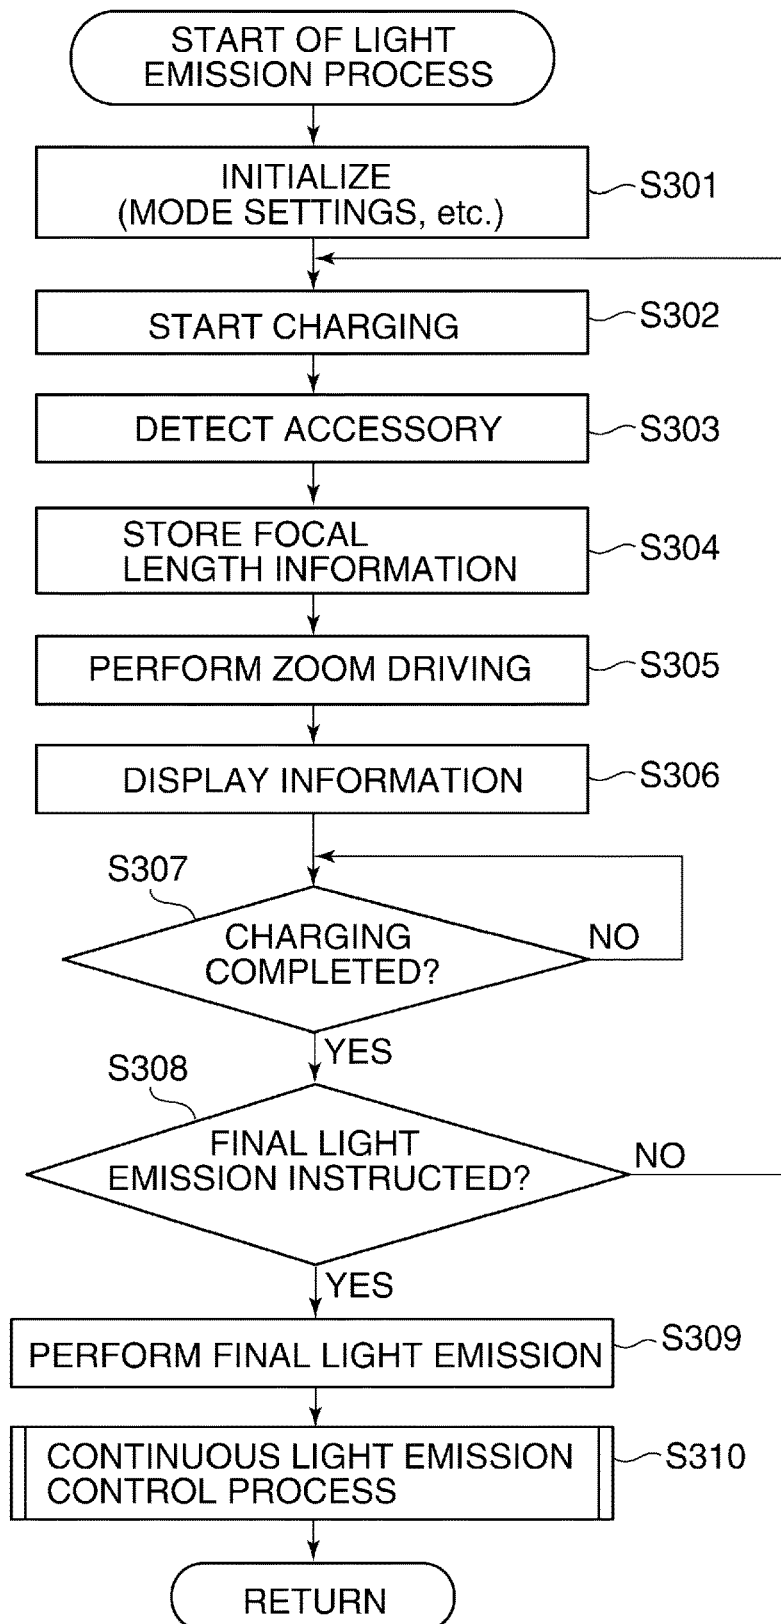 START OF LIGHT
EMISSION PROCESS
INITIALIZE
(MODE SETTINGS, etc.)
S301
START CHARGING
S302
DETECT ACCESSORY
S303
STORE FOCAL
LENGTH INFORMATION
S304
PERFORM ZOOM DRIVING
S305
DISPLAY INFORMATION
S306
S307
CHARGING
COMPLETED?
NO
YES
S308
FINAL LIGHT
EMISSION INSTRUCTED?
NO
YES
PERFORM FINAL LIGHT EMISSION
S309
CONTINUOUS LIGHT EMISSION
CONTROL PROCESS
S310
RETURN